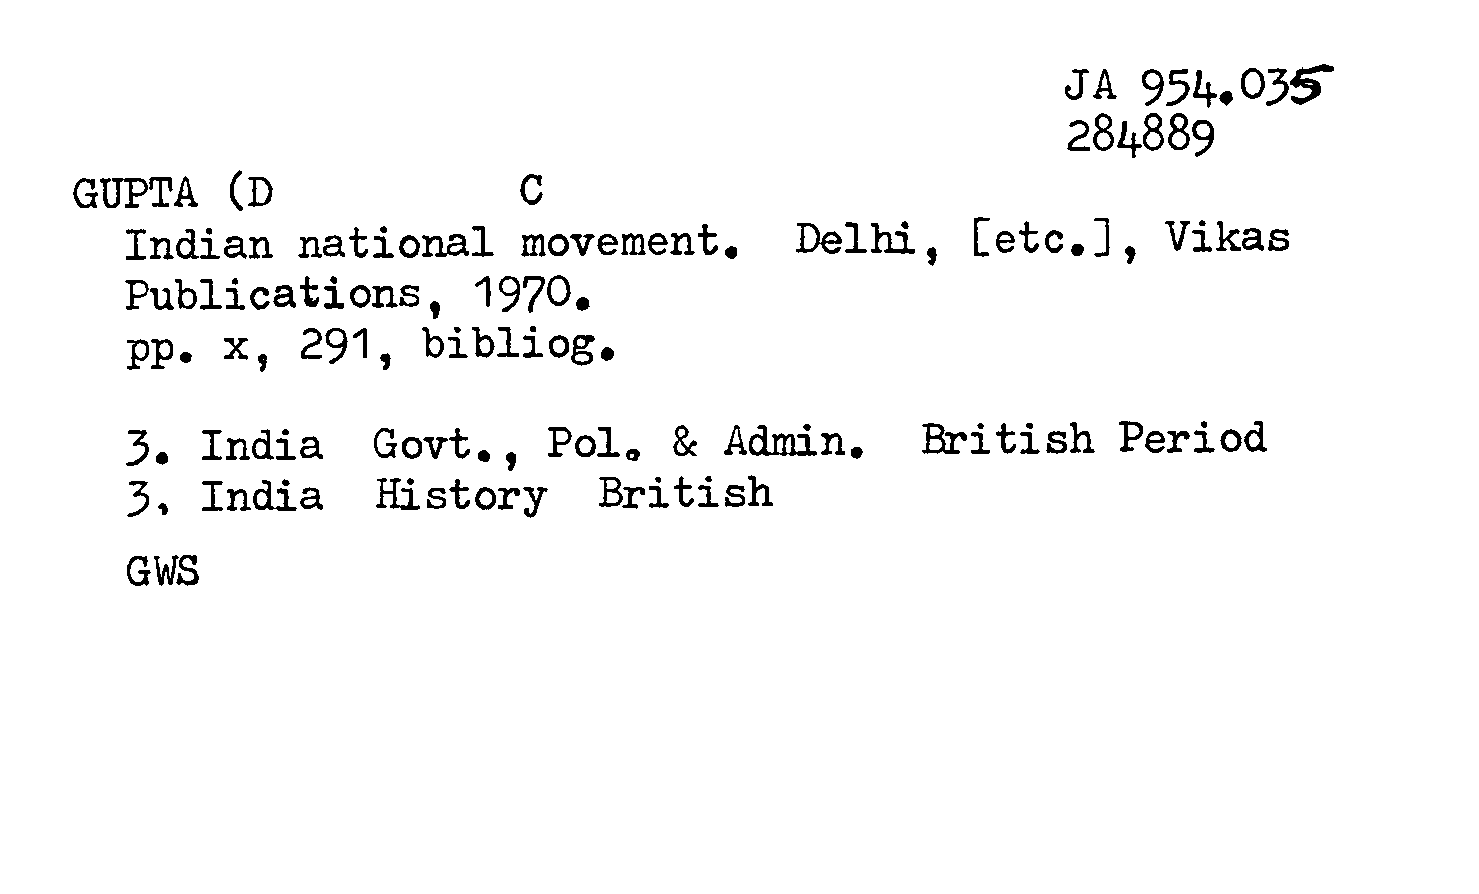 JA 954.035
284889
GUPTA (D C
Indian national movement. Delhi, [etc.], Vikas
Publications, 1970.
pp. x, 291, bibliog.
3. India Govt., Pol. & Admin. British Period
3. India History British
GWS